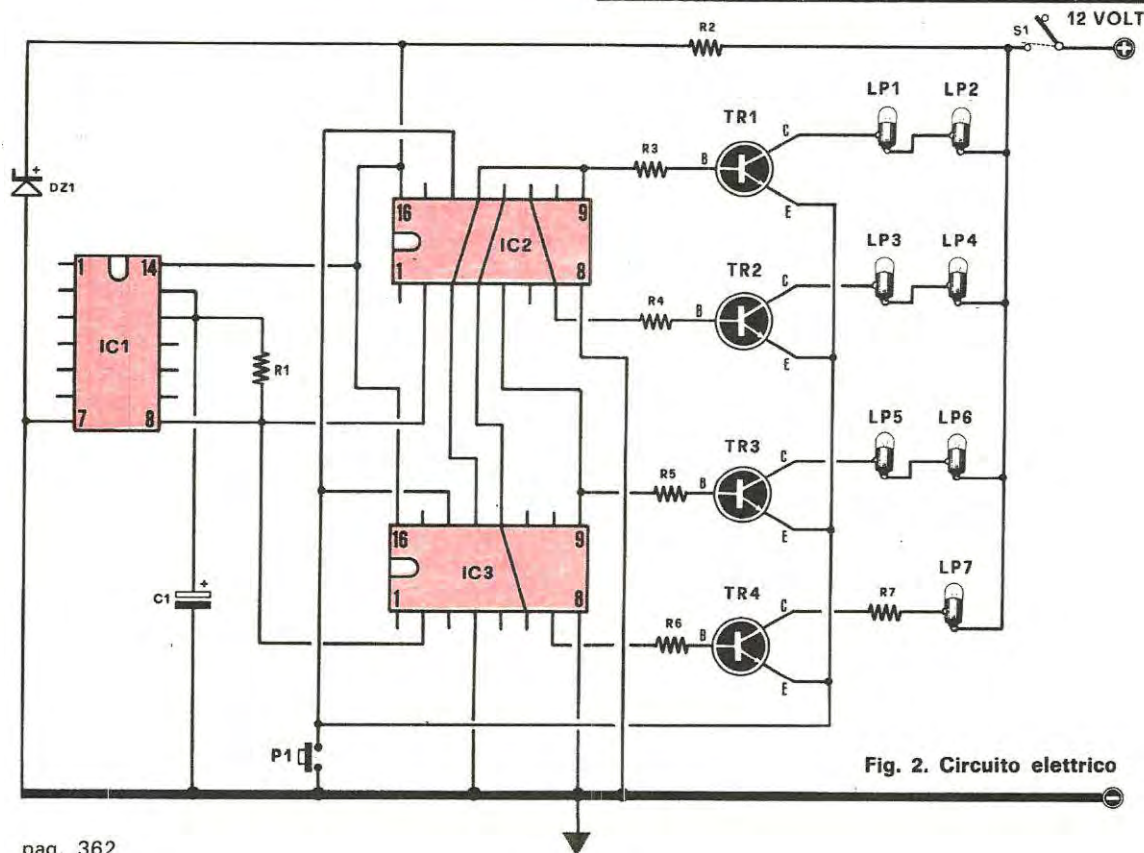 12 VOLT
R2
S1
+
LP1 LP2
TR1
C
R3
B
E
+
DZ1
16 9
IC2
1 8
LP3 LP4
TR2
C
R4
B
E
1 14
IC1
7 8
R1
LP5 LP6
TR3
C
R5
B
E
16 9
IC3
1 8
LP7
TR4
C
R7
R6
B
E
+
C1
P1
Fig. 2. Circuito elettrico
−
pag. 362